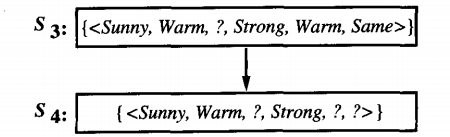 S 3: {<Sunny, Warm, ?, Strong, Warm, Same>}
S 4: {<Sunny, Warm, ?, Strong, ?, ?>}